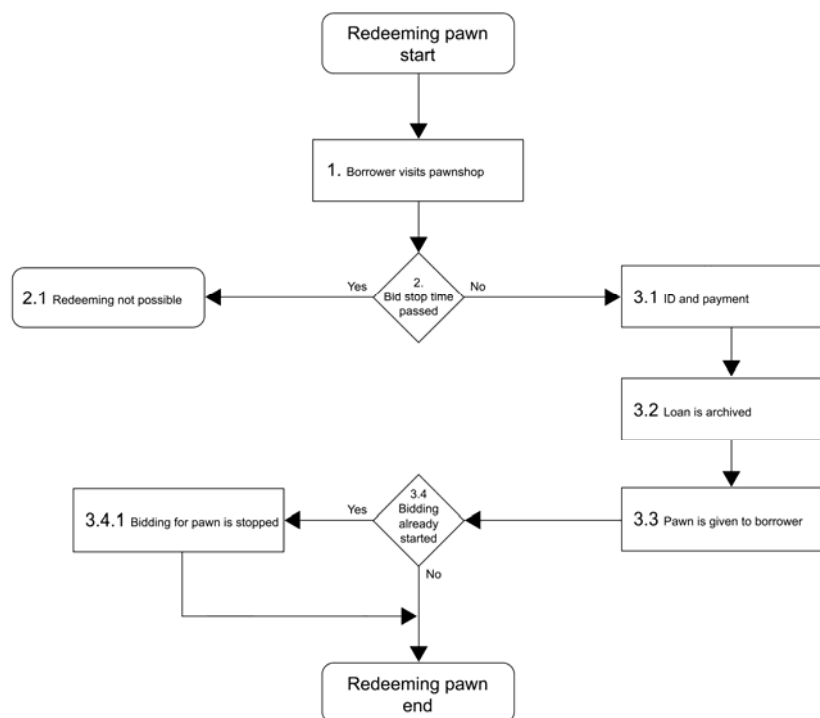 Redeeming pawn
start
1. Borrower visits pawnshop
2.
Bid stop time
passed
Yes
No
2.1 Redeeming not possible
3.1 ID and payment
3.2 Loan is archived
3.3 Pawn is given to borrower
3.4
Bidding
already
started
Yes
No
3.4.1 Bidding for pawn is stopped
Redeeming pawn
end